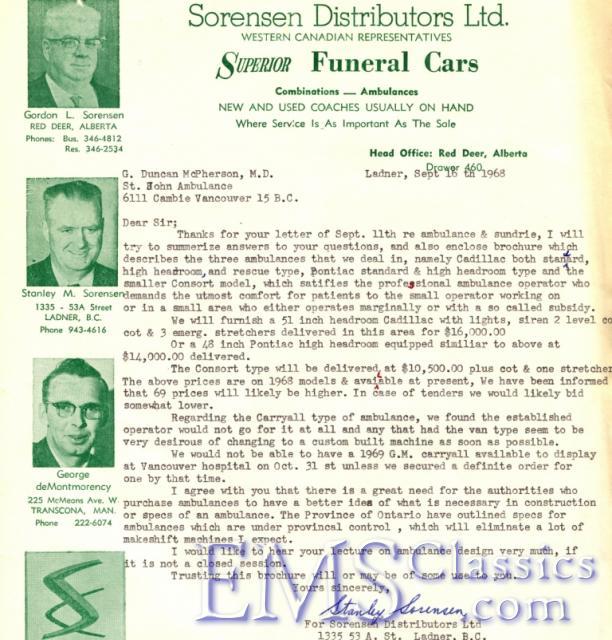 Sorensen Distributors Ltd.
WESTERN CANADIAN REPRESENTATIVES
SUPERIOR Funeral Cars
Combinations — Ambulances
NEW AND USED COACHES USUALLY ON HAND
Where Service Is As Important As The Sale
Head Office: Red Deer, Alberta
Drawer 460
Gordon L. Sorensen
RED DEER, ALBERTA
Phones: Bus. 346-4812
Res. 346-2534
Stanley M. Sorensen
1335 - 53A Street
LADNER, B.C.
Phone 943-4616
George
deMontmorency
225 McMeans Ave. W
TRANSCONA, MAN.
Phone 222-6074
G. Duncan McPherson, M.D.
St. John Ambulance
6111 Cambie Vancouver 15 B.C.
Ladner, Sept 16 th 1968
Dear Sir;
Thanks for your letter of Sept. 11th re ambulance & sundrie, I will
try to summerize answers to your questions, and also enclose brochure which
describes the three ambulances that we deal in, namely Cadillac both standard,
high headroom, and rescue type, Pontiac standard & high headroom type and the
smaller Consort model, which satifies the profesional ambulance operator who
demands the utmost comfort for patients to the small operator working on
or in a small area who either operates marginally or with a so called subsidy.
We will furnish a 51 inch headroom Cadillac with lights, siren 2 level co
cot & 3 emerg. stretchers delivered in this area for $16,000.00
Or a 48 inch Pontiac high headroom equipped similiar to above at
$14,000.00 delivered.
The Consort type will be delivered at $10,500.00 plus cot & one stretcher
The above prices are on 1968 models & available at present, We have been informed
that 69 prices will likely be higher. In case of tenders we would likely bid
somewhat lower.
Regarding the Carryall type of ambulance, we found the established
operator would not go for it at all and any that had the van type seem to be
very desirous of changing to a custom built machine as soon as possible.
We would not be able to have a 1969 G.M. carryall available to display
at Vancouver hospital on Oct. 31 st unless we secured a definite order for
one by that time.
I agree with you that there is a great need for the authorities who
purchase ambulances to have a better idea of what is necessary in construction
or specs of an ambulance. The Province of Ontario have outlined specs for
ambulances which are under provincal control , which will eliminate a lot of
makeshift machines I expect.
I would like to hear your lecture on ambulance design very much, if
it is not a closed session.
Trusting this brochure will or may be of some use to you.
Yours sincerely,
Stanley Sorensen
For Sorensen Distributors Ltd
1335 53 A. St. Ladner, B.C.
EMSClassics
.com